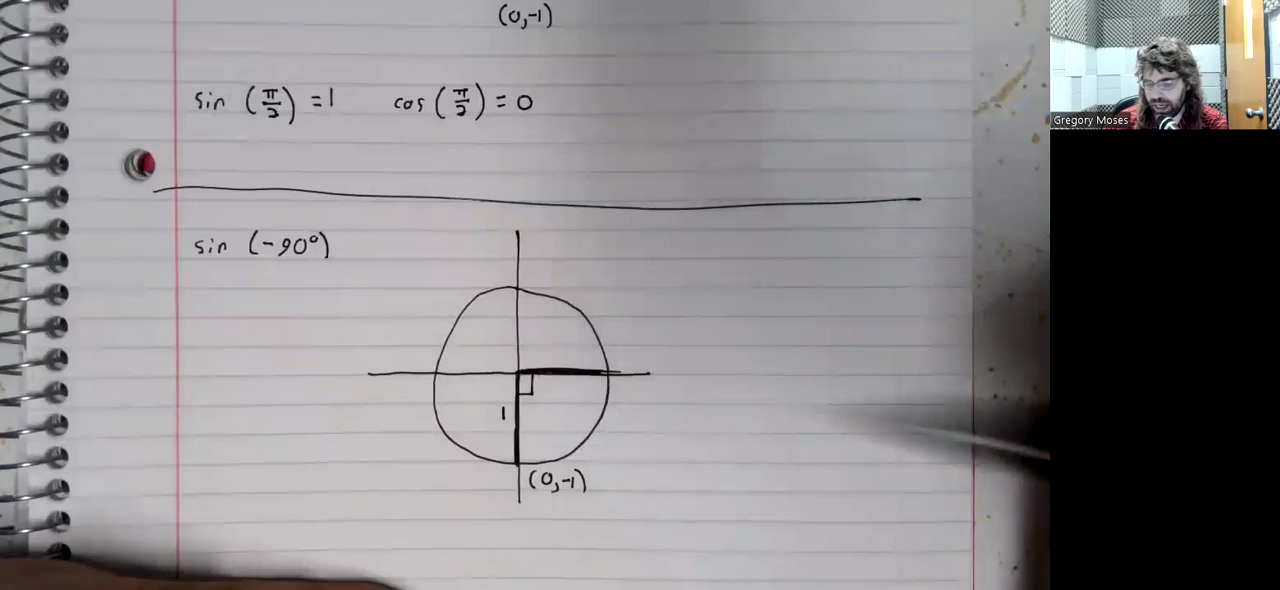 (0,-1)
sin (π/2) = 1 cos (π/2) = 0
Gregory Moses
sin (-90°)
1
(0,-1)